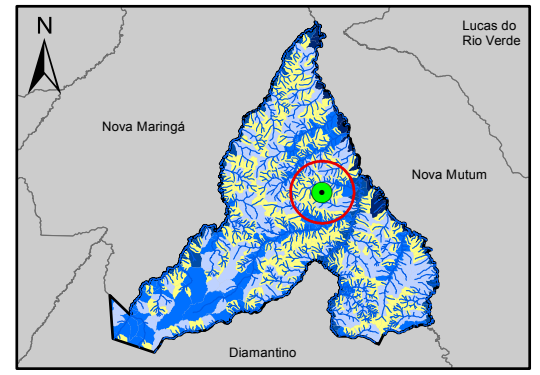 N
Lucas do
Rio Verde
Nova Maringá
Nova Mutum
Diamantino